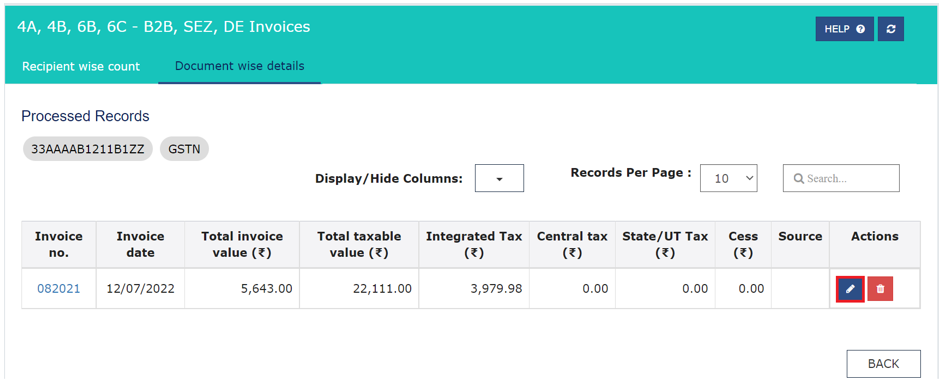 4A, 4B, 6B, 6C - B2B, SEZ, DE Invoices
HELP ?
Recipient wise count Document wise details
Processed Records
33AAAAB1211B1ZZ GSTN
Display/Hide Columns: Records Per Page : 10 Search...
Invoice no. Invoice date Total invoice value (₹) Total taxable value (₹) Integrated Tax (₹) Central tax (₹) State/UT Tax (₹) Cess (₹) Source Actions
082021 12/07/2022 5,643.00 22,111.00 3,979.98 0.00 0.00 0.00
BACK